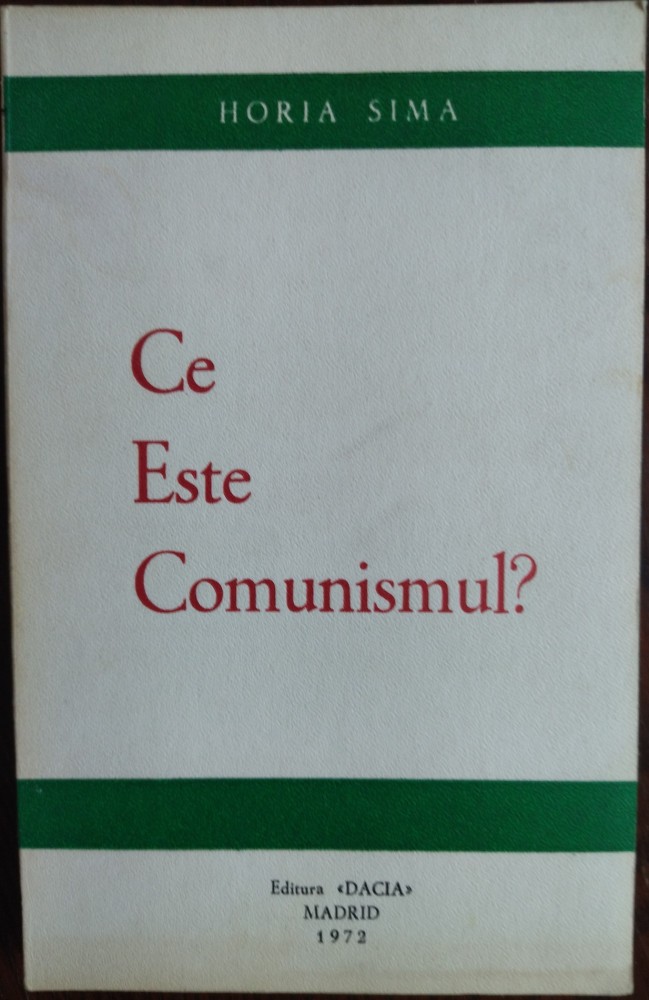 HORIA SIMA
Ce
Este
Comunismul?
Editura «DACIA»
MADRID
1972